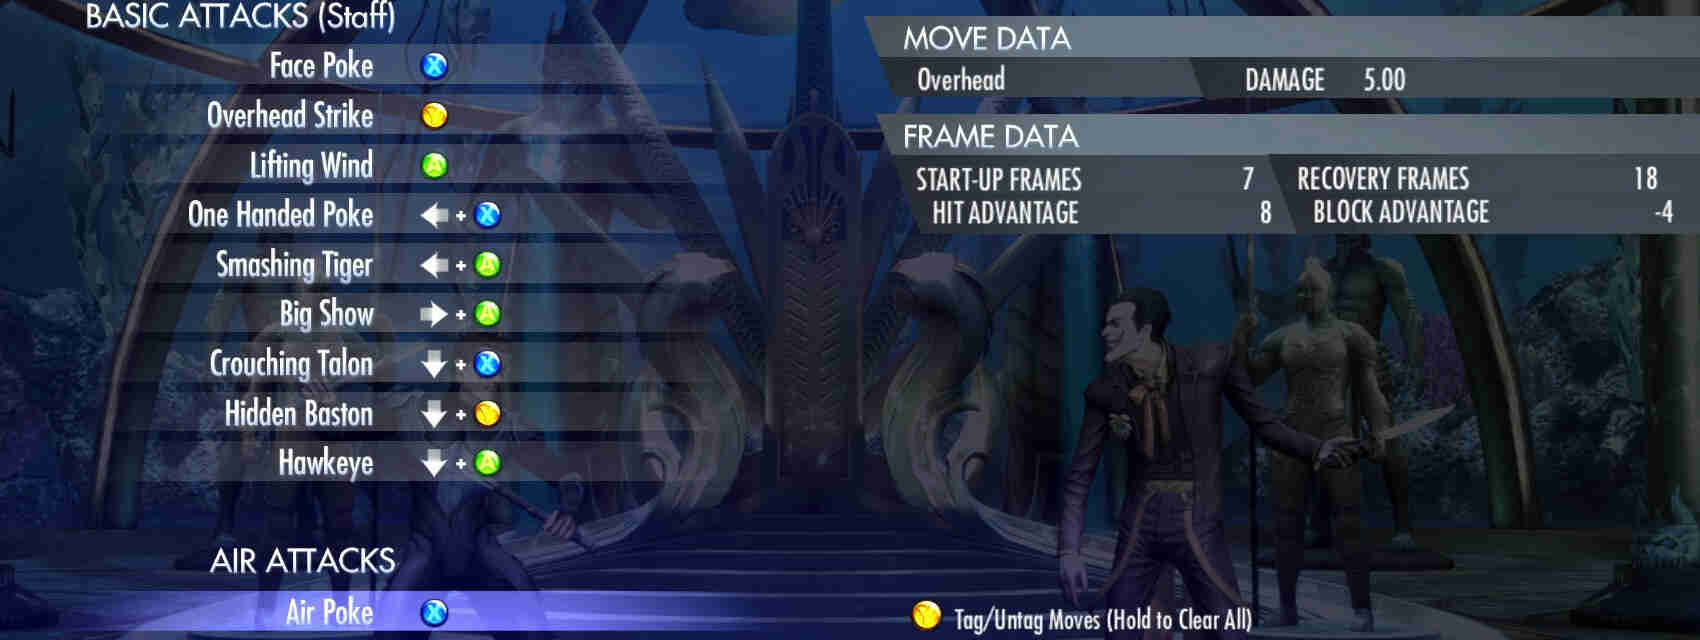 BASIC ATTACKS (Staff)
Face Poke X
Overhead Strike Y
Lifting Wind A
One Handed Poke + X
Smashing Tiger + A
Big Show + A
Crouching Talon + X
Hidden Baston + Y
Hawkeye + A
AIR ATTACKS
Air Poke X
MOVE DATA
Overhead DAMAGE 5.00
FRAME DATA
START-UP FRAMES 7 RECOVERY FRAMES 18
HIT ADVANTAGE 8 BLOCK ADVANTAGE -4
Y Tag/Untag Moves (Hold to Clear All)